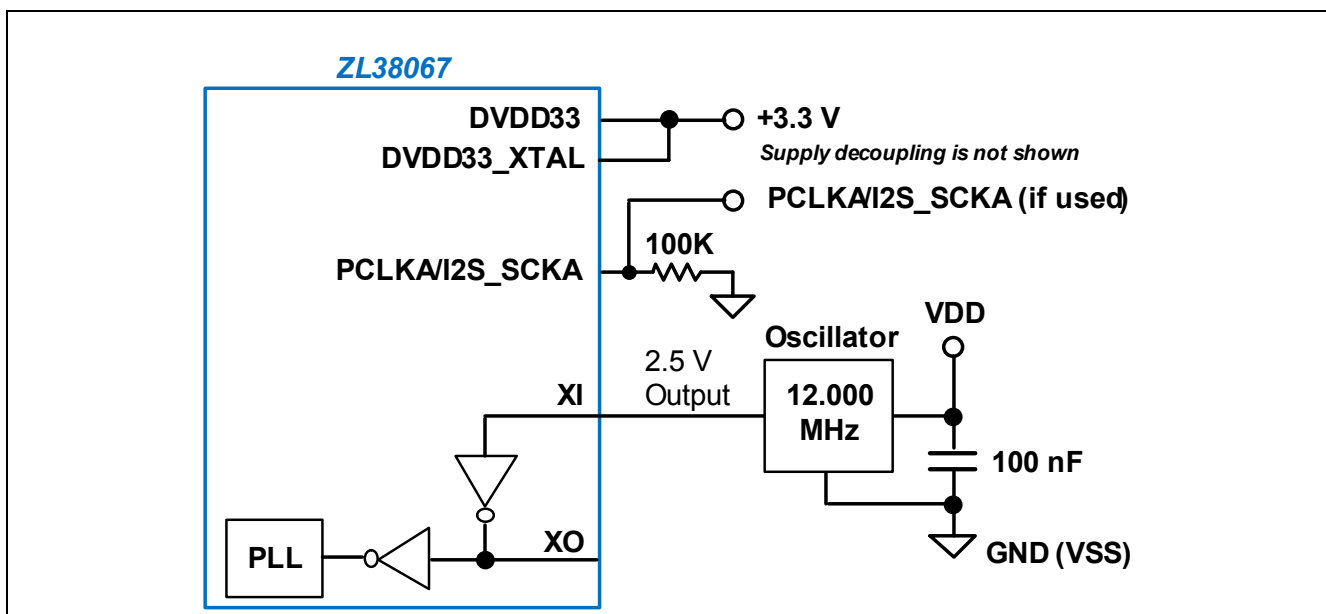 ZL38067
DVDD33
+3.3 V
DVDD33_XTAL
Supply decoupling is not shown
PCLKA/I2S_SCKA (if used)
100K
PCLKA/I2S_SCKA
VDD
Oscillator
2.5 V
Output
XI
12.000
MHz
100 nF
PLL
XO
GND (VSS)